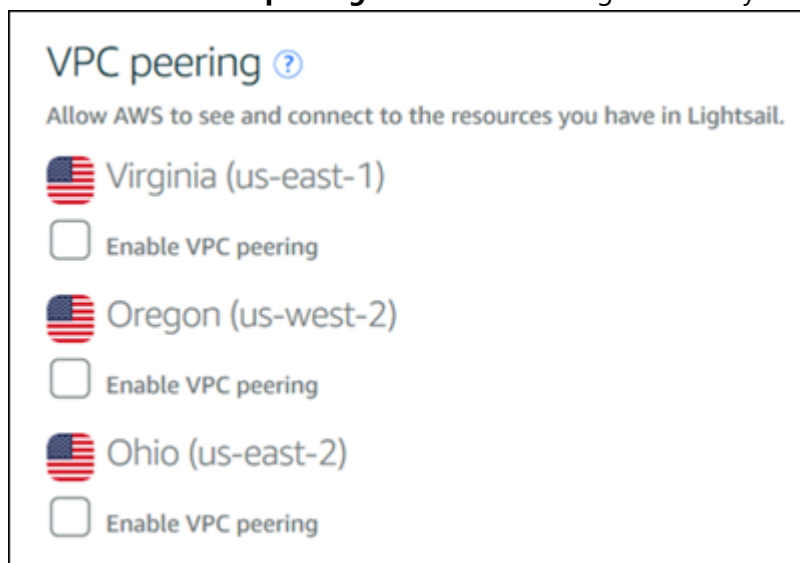 VPC peering ?
Allow AWS to see and connect to the resources you have in Lightsail.
Virginia (us-east-1)
Enable VPC peering
Oregon (us-west-2)
Enable VPC peering
Ohio (us-east-2)
Enable VPC peering